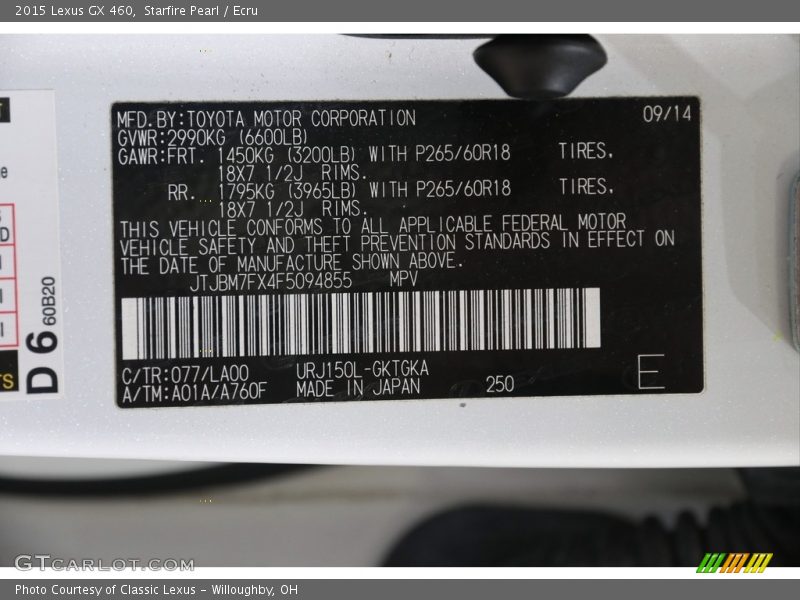 2015 Lexus GX 460, Starfire Pearl / Ecru
MFD.BY:TOYOTA MOTOR CORPORATION 09/14
GVWR:2990KG (6600LB)
GAWR:FRT. 1450KG (3200LB) WITH P265/60R18 TIRES.
18X7 1/2J RIMS.
RR. 1795KG (3965LB) WITH P265/60R18 TIRES.
18X7 1/2J RIMS.
THIS VEHICLE CONFORMS TO ALL APPLICABLE FEDERAL MOTOR
VEHICLE SAFETY AND THEFT PREVENTION STANDARDS IN EFFECT ON
THE DATE OF MANUFACTURE SHOWN ABOVE.
JTJBM7FX4F5094855 MPV
C/TR:077/LA00 URJ150L-GKTGKA
A/TM:A01A/A760F MADE IN JAPAN 250 E
D 6 60B20
GTCARLOT.COM
Photo Courtesy of Classic Lexus - Willoughby, OH